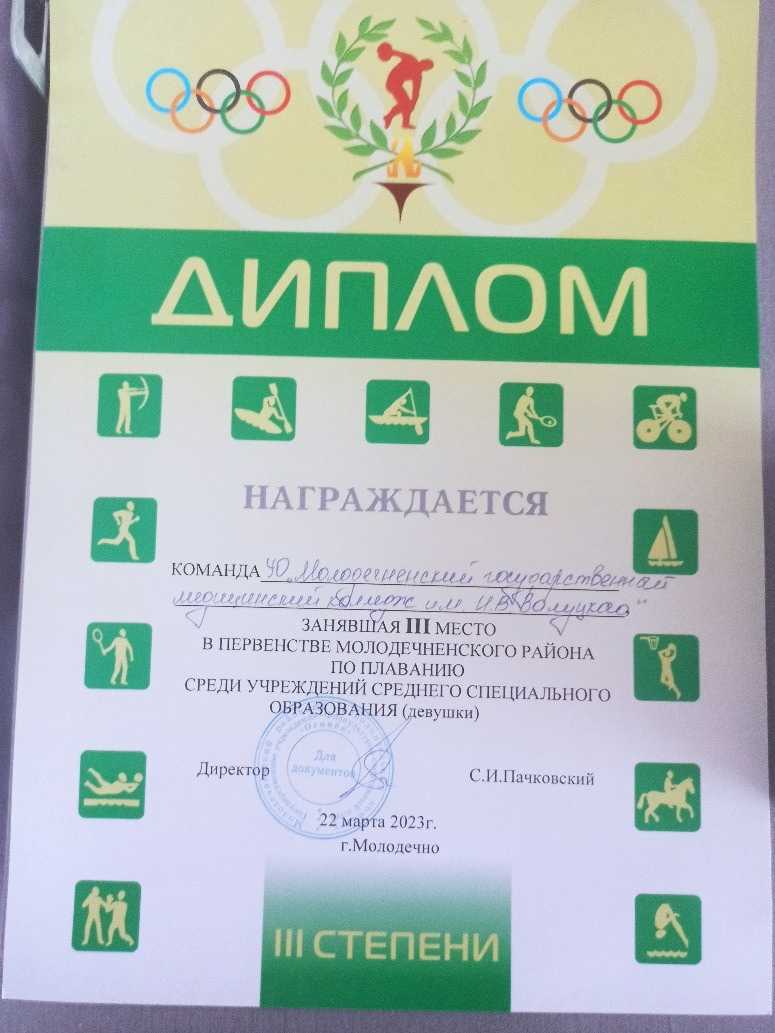 ДИПЛОМ
НАГРАЖДАЕТСЯ
КОМАНДА УО „Молодечненский государственный
медицинский колледж им. И.В. Залуцкого"
ЗАНЯВШАЯ III МЕСТО
В ПЕРВЕНСТВЕ МОЛОДЕЧНЕНСКОГО РАЙОНА
ПО ПЛАВАНИЮ
СРЕДИ УЧРЕЖДЕНИЙ СРЕДНЕГО СПЕЦИАЛЬНОГО
ОБРАЗОВАНИЯ (девушки)
Для
документов
Директор С.И.Пачковский
22 марта 2023г.
г.Молодечно
III СТЕПЕНИ